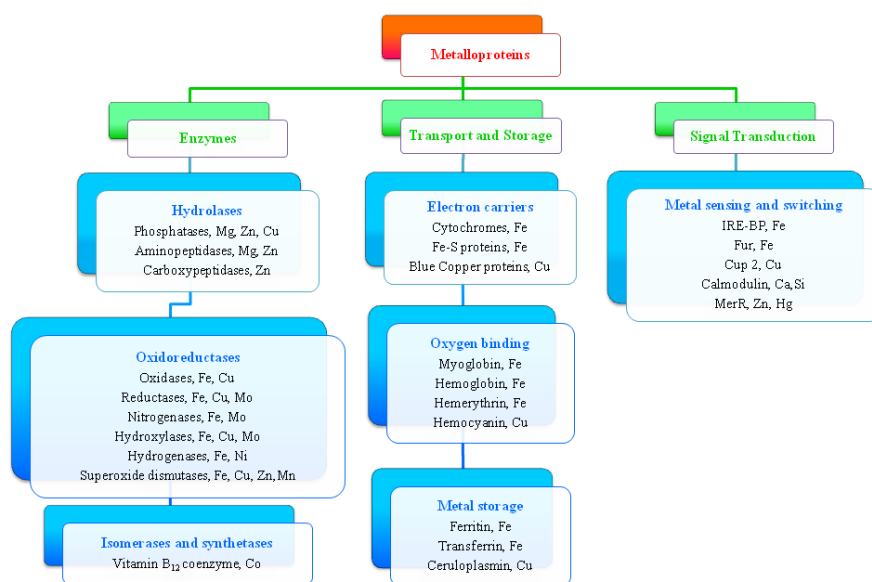 Metalloproteins
Enzymes
Hydrolases
Phosphatases, Mg, Zn, Cu
Aminopeptidases, Mg, Zn
Carboxypeptidases, Zn
Oxidoreductases
Oxidases, Fe, Cu
Reductases, Fe, Cu, Mo
Nitrogenases, Fe, Mo
Hydroxylases, Fe, Cu, Mo
Hydrogenases, Fe, Ni
Superoxide dismutases, Fe, Cu, Zn, Mn
Isomerases and synthetases
Vitamin B12 coenzyme, Co
Transport and Storage
Electron carriers
Cytochromes, Fe
Fe-S proteins, Fe
Blue Copper proteins, Cu
Oxygen binding
Myoglobin, Fe
Hemoglobin, Fe
Hemerythrin, Fe
Hemocyanin, Cu
Metal storage
Ferritin, Fe
Transferrin, Fe
Ceruloplasmin, Cu
Signal Transduction
Metal sensing and switching
IRE-BP, Fe
Fur, Fe
Cup 2, Cu
Calmodulin, Ca,Si
MerR, Zn, Hg